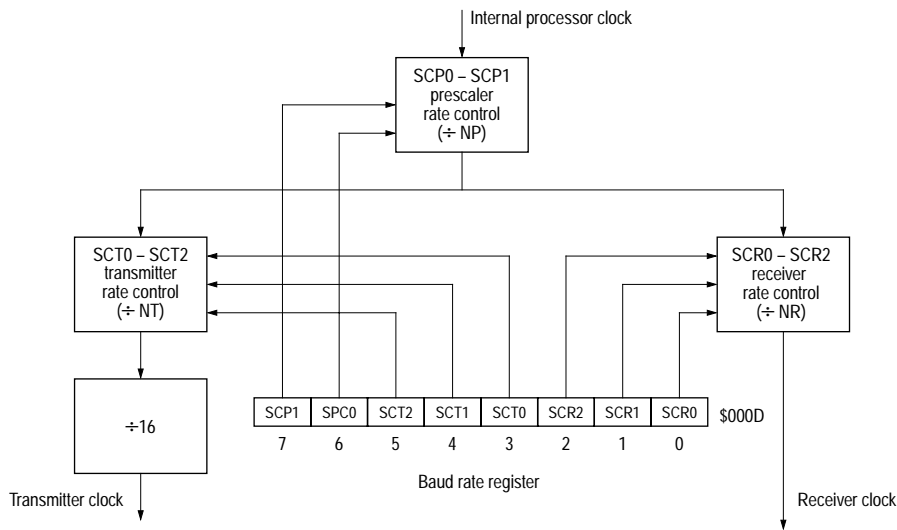 Internal processor clock
SCP0 – SCP1
prescaler
rate control
(÷ NP)
SCT0 – SCT2
transmitter
rate control
(÷ NT)
SCR0 – SCR2
receiver
rate control
(÷ NR)
÷16
SCP1 SPC0 SCT2 SCT1 SCT0 SCR2 SCR1 SCR0 $000D
7 6 5 4 3 2 1 0
Baud rate register
Transmitter clock
Receiver clock